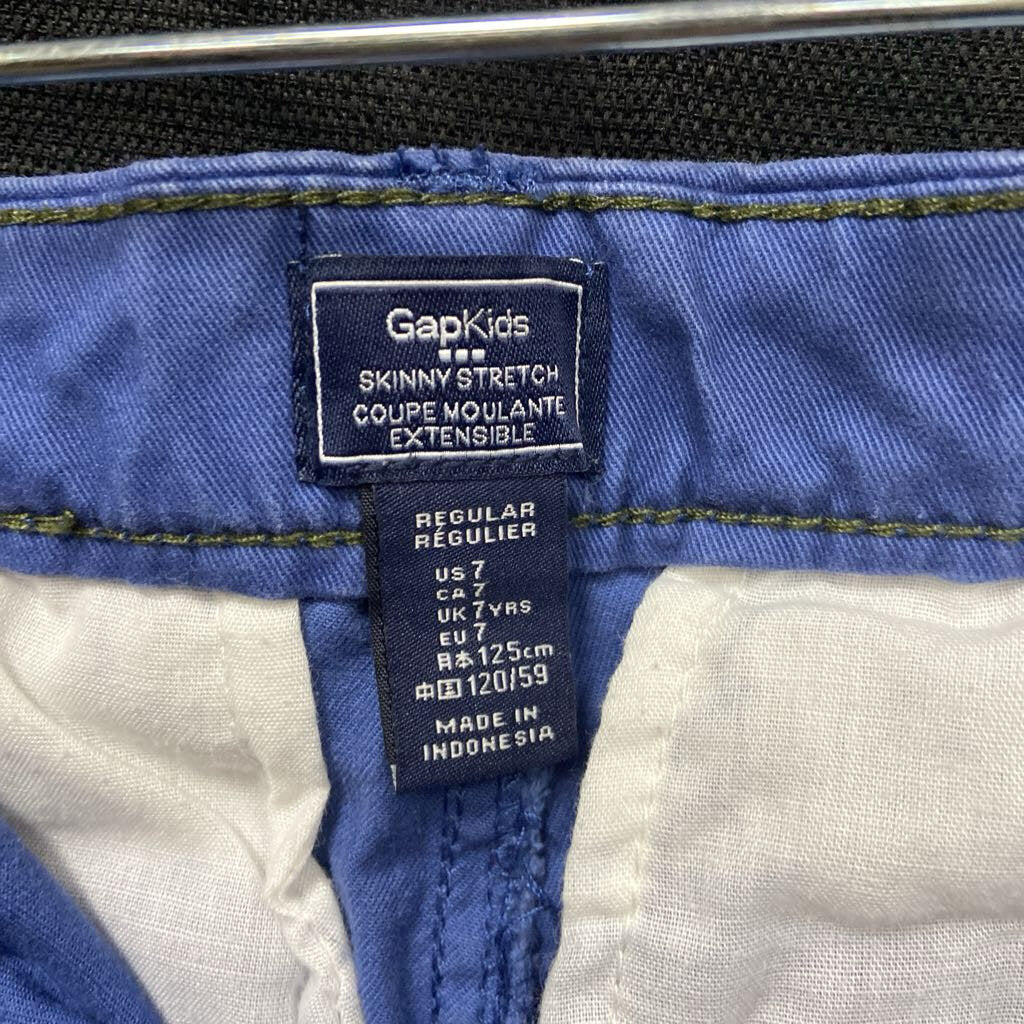 GapKids
SKINNY STRETCH
COUPE MOULANTE
EXTENSIBLE
REGULAR
RÉGULIER
US 7
CA 7
UK 7 YRS
EU 7
日本 125cm
中国 120/59
MADE IN
INDONESIA